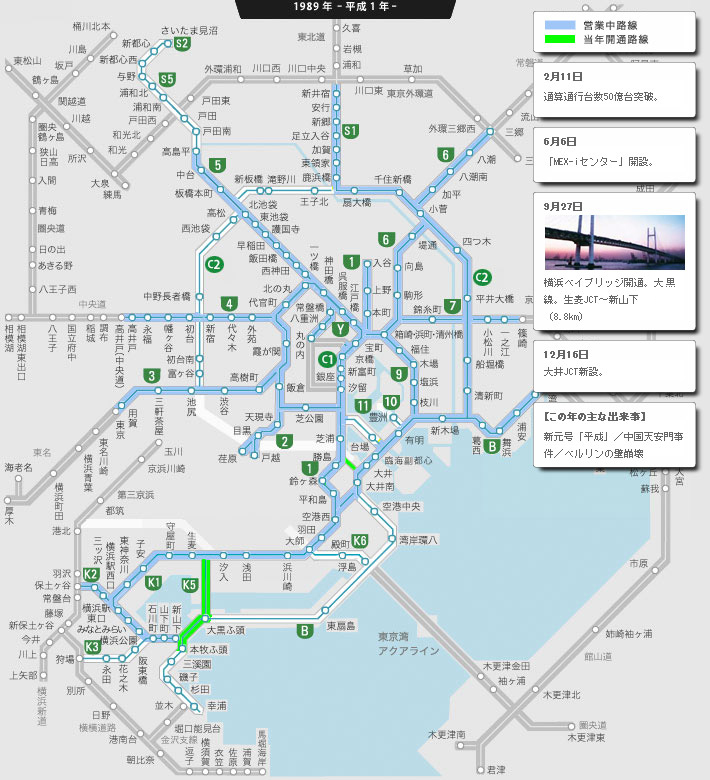 1989年 -平成1年-
営業中路線
当年開通路線
2月11日
通算通行台数50億台突破。
6月6日
「MEX-iセンター」開設。
9月27日
横浜ベイブリッジ開通。大黒
線。生麦JCT～新山下
（8.8km）
12月16日
大井JCT新設。
【この年の主な出来事】
新元号「平成」／中国天安門事
件／ベルリンの壁崩壊
桶川北本
さいたま見沼
東松山
川島
坂戸
鶴ヶ島
関越道
川越
所沢
大泉
練馬
新都心
新都心西
与野
浦和北
浦和南
戸田西
和光北
和光
戸田東
戸田
戸田南
外環浦和
川口西
川口中央
川口東
東京外環道
草加
外環三郷西
三郷
流山
常磐道
久喜
岩槻
浦和
東北道
S2
S5
S1
新井宿
安行
新郷
足立入谷
加賀
東領家
鹿浜橋
高島平
中台
板橋本町
新板橋
滝野川
王子北
扇大橋
千住新橋
小菅
加平
八潮南
八潮
成田
圏央
鶴ヶ島
狭山
日高
入間
青梅
圏央道
日の出
あきる野
八王子西
中央道
相模湖
相模湖東出口
八王子
国立府中
稲城
調布
高井戸（中央道）
高井戸
永福
幡ヶ谷
初台
新宿
代々木
外苑
高松
西池袋
中野長者橋
北池袋
東池袋
護国寺
早稲田
飯田橋
西神田
一ツ橋
神田橋
呉服橋
江戸橋
北の丸
代官町
常盤橋
八重洲
丸の内
霞が関
入谷
上野
本町
堤通
向島
駒形
錦糸町
四つ木
平井大橋
小松川
一之江
篠崎
船堀橋
清新町
葛西
舞浜
浦安
箱崎・浜町・清洲橋
福住
木場
塩浜
枝川
新木場
宝町
京橋
新富町
銀座
汐留
豊洲
有明
台場
臨海副都心
大井
大井南
初台南
富ヶ谷
高樹町
渋谷
池尻
三軒茶屋
用賀
東京
飯倉
芝公園
天現寺
目黒
荏原
戸越
芝浦
勝島
鈴ヶ森
平和島
空港西
羽田
大師
空港中央
湾岸環八
殿町
浮島
浜川崎
浅田
汐入
生麦
守屋町
子安
東神奈川
横浜駅西口
三ッ沢
横浜駅
東口
みなとみらい
横浜公園
石川町
山下町
新山下
大黒ふ頭
本牧ふ頭
三溪園
磯子
杉田
幸浦
東扇島
東京湾
アクアライン
玉川
京浜川崎
第三京浜
都筑
港北
東名
東名川崎
横浜青葉
横浜町田
海老名
厚木
羽沢
保土ヶ谷
常盤台
藤塚
新保土ヶ谷
今井
川上
上矢部
狩場
横浜新道
永田
花之木
阪東橋
別所
日野
横横道路
港南台
朝比奈
並木
堀口能見台
金沢支線
逗子
横須賀
衣笠
佐原
浦賀
馬堀海岸
松ヶ丘
大宮
蘇我
市原
姉崎袖ヶ浦
館山道
木更津金田
袖ヶ浦
木更津北
圏央道
木更津東
木更津南
君津
5
6
6
1
C2
C2
4
3
Y
C1
7
9
10
11
2
1
B
K6
K2
K1
K5
K3
B